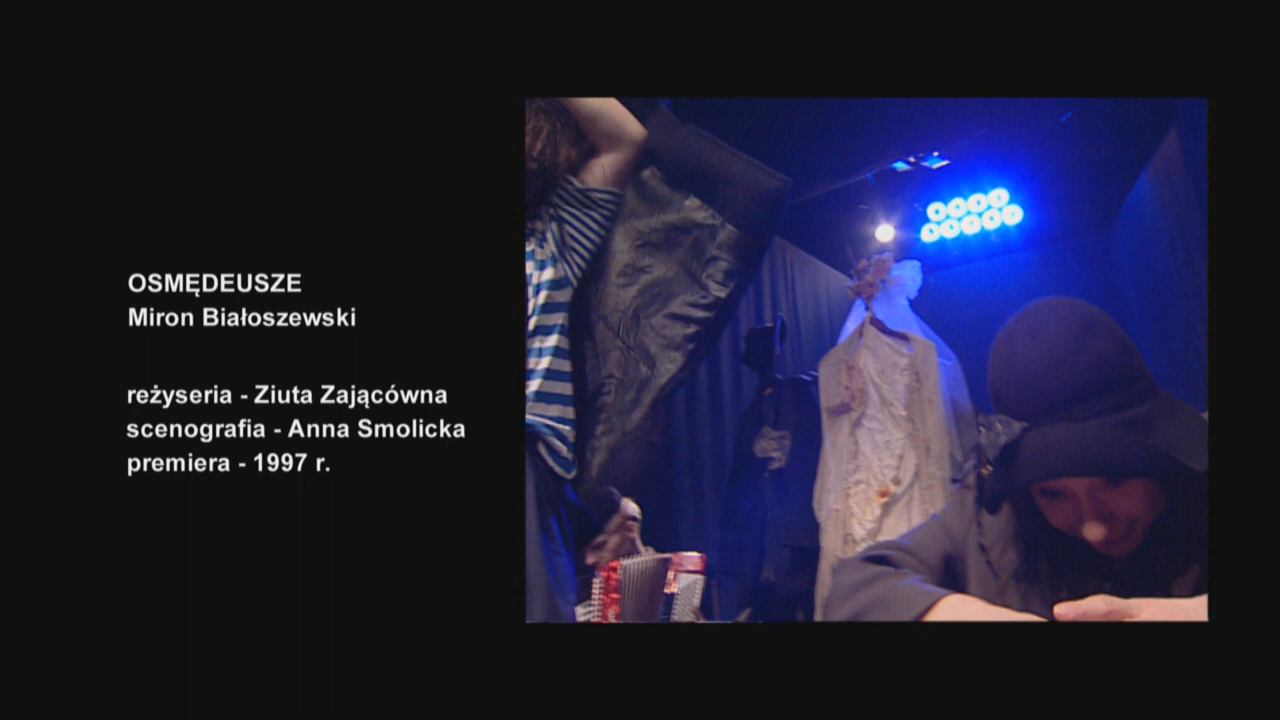 OSMĘDEUSZE
Miron Białoszewski
reżyseria - Ziuta Zającówna
scenografia - Anna Smolicka
premiera - 1997 r.